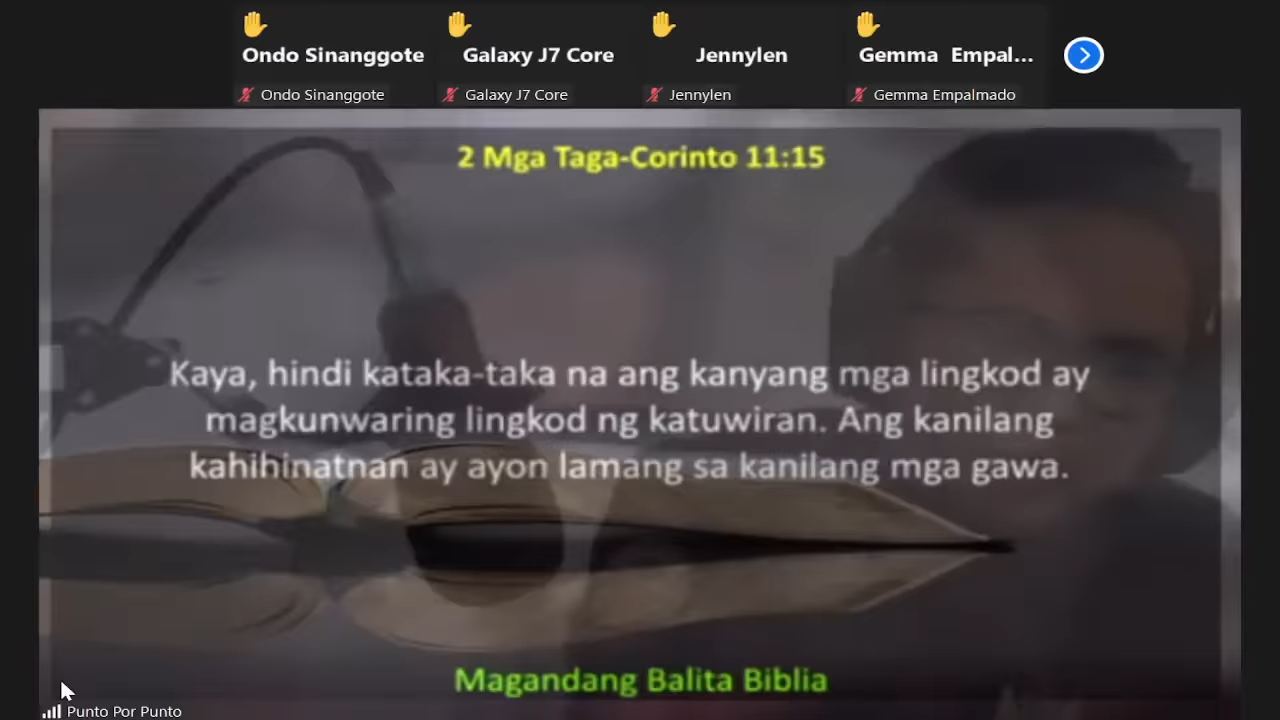 Ondo Sinanggote
Galaxy J7 Core
Jennylen
Gemma Empal...
Ondo Sinanggote
Galaxy J7 Core
Jennylen
Gemma Empalmado
2 Mga Taga-Corinto 11:15
Kaya, hindi kataka-taka na ang kanyang mga lingkod ay
magkunwaring lingkod ng katuwiran. Ang kanilang
kahihinatnan ay ayon lamang sa kanilang mga gawa.
Magandang Balita Biblia
Punto Por Punto